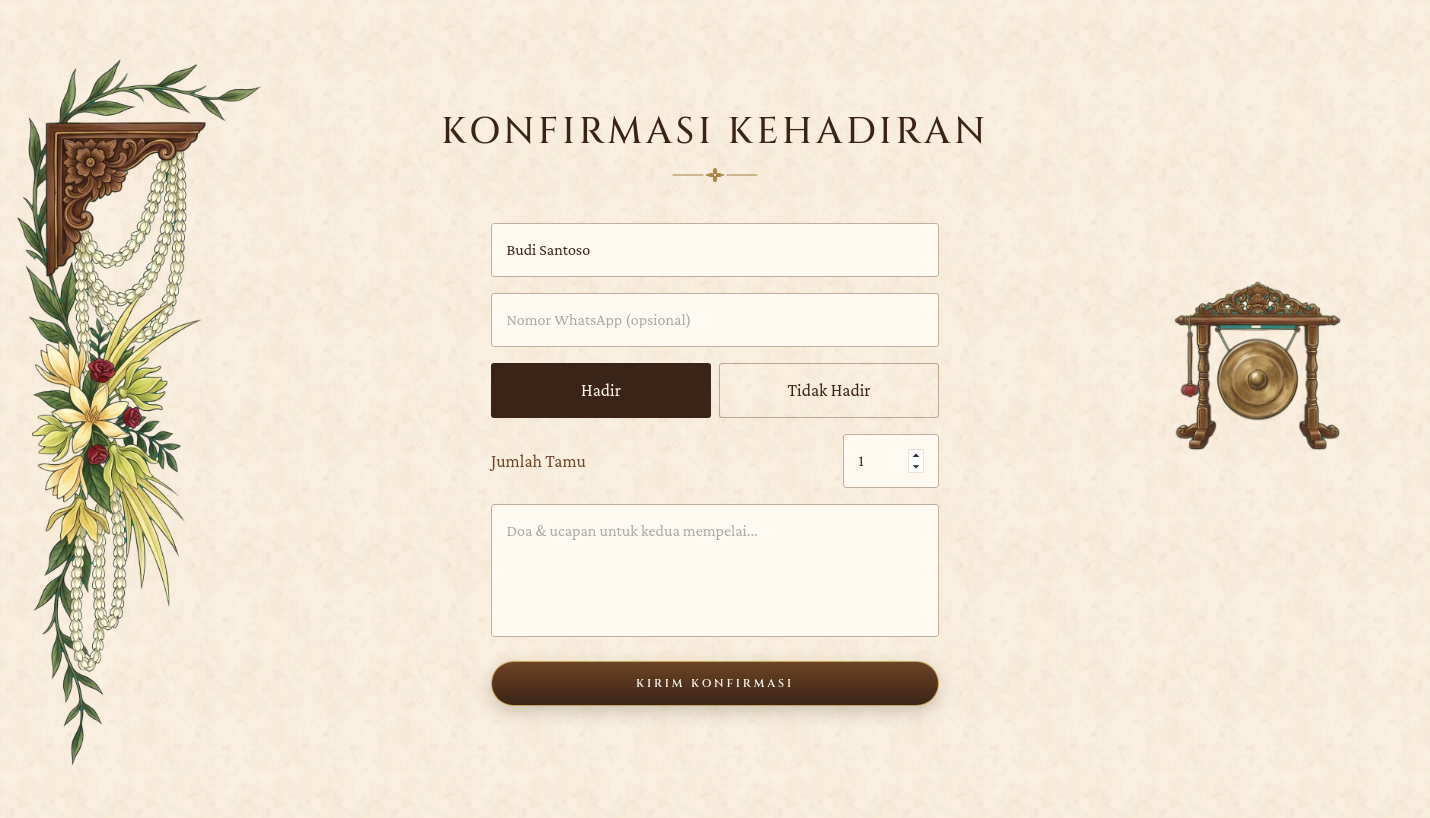 KONFIRMASI KEHADIRAN
Budi Santoso
Nomor WhatsApp (opsional)
Hadir
Tidak Hadir
Jumlah Tamu
1
Doa & ucapan untuk kedua mempelai...
KIRIM KONFIRMASI